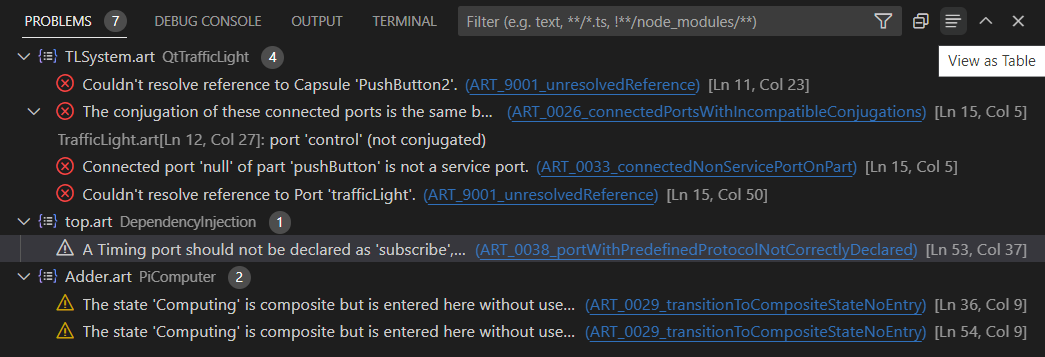 PROBLEMS 7 DEBUG CONSOLE OUTPUT TERMINAL Filter (e.g. text, **/*.ts, !**/node_modules/**)
View as Table
TLSystem.art QtTrafficLight 4
Couldn't resolve reference to Capsule 'PushButton2'. (ART_9001_unresolvedReference) [Ln 11, Col 23]
The conjugation of these connected ports is the same b... (ART_0026_connectedPortsWithIncompatibleConjugations) [Ln 15, Col 5]
TrafficLight.art[Ln 12, Col 27]: port 'control' (not conjugated)
Connected port 'null' of part 'pushButton' is not a service port. (ART_0033_connectedNonServicePortOnPart) [Ln 15, Col 5]
Couldn't resolve reference to Port 'trafficLight'. (ART_9001_unresolvedReference) [Ln 15, Col 50]
top.art DependencyInjection 1
A Timing port should not be declared as 'subscribe',... (ART_0038_portWithPredefinedProtocolNotCorrectlyDeclared) [Ln 53, Col 37]
Adder.art PiComputer 2
The state 'Computing' is composite but is entered here without use... (ART_0029_transitionToCompositeStateNoEntry) [Ln 36, Col 9]
The state 'Computing' is composite but is entered here without use... (ART_0029_transitionToCompositeStateNoEntry) [Ln 54, Col 9]